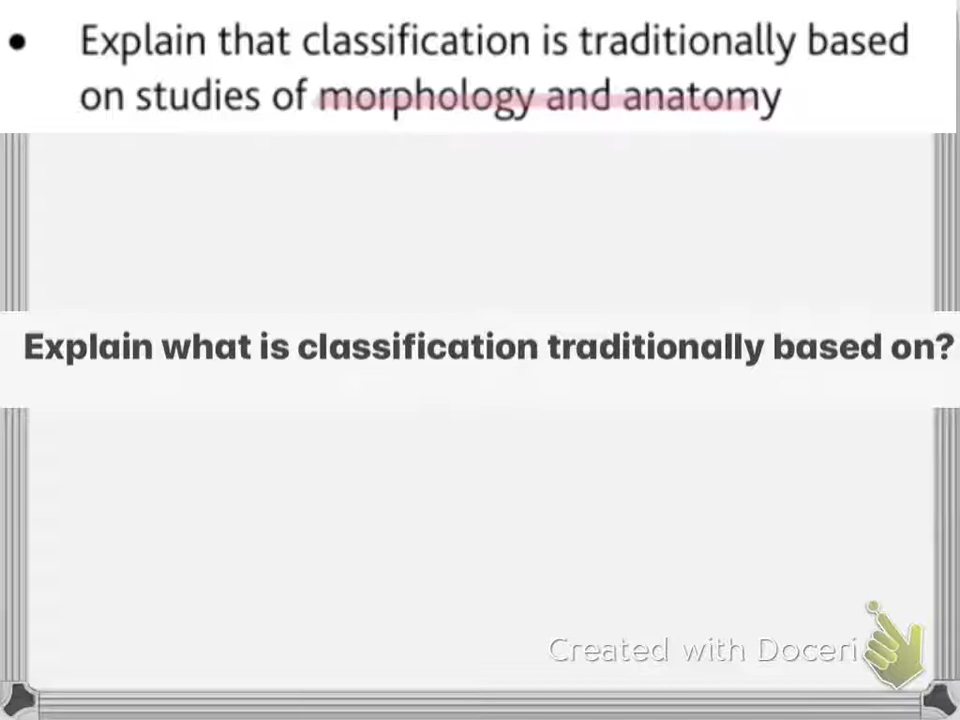 • Explain that classification is traditionally based
on studies of morphology and anatomy
Explain what is classification traditionally based on?
Created with Doceri